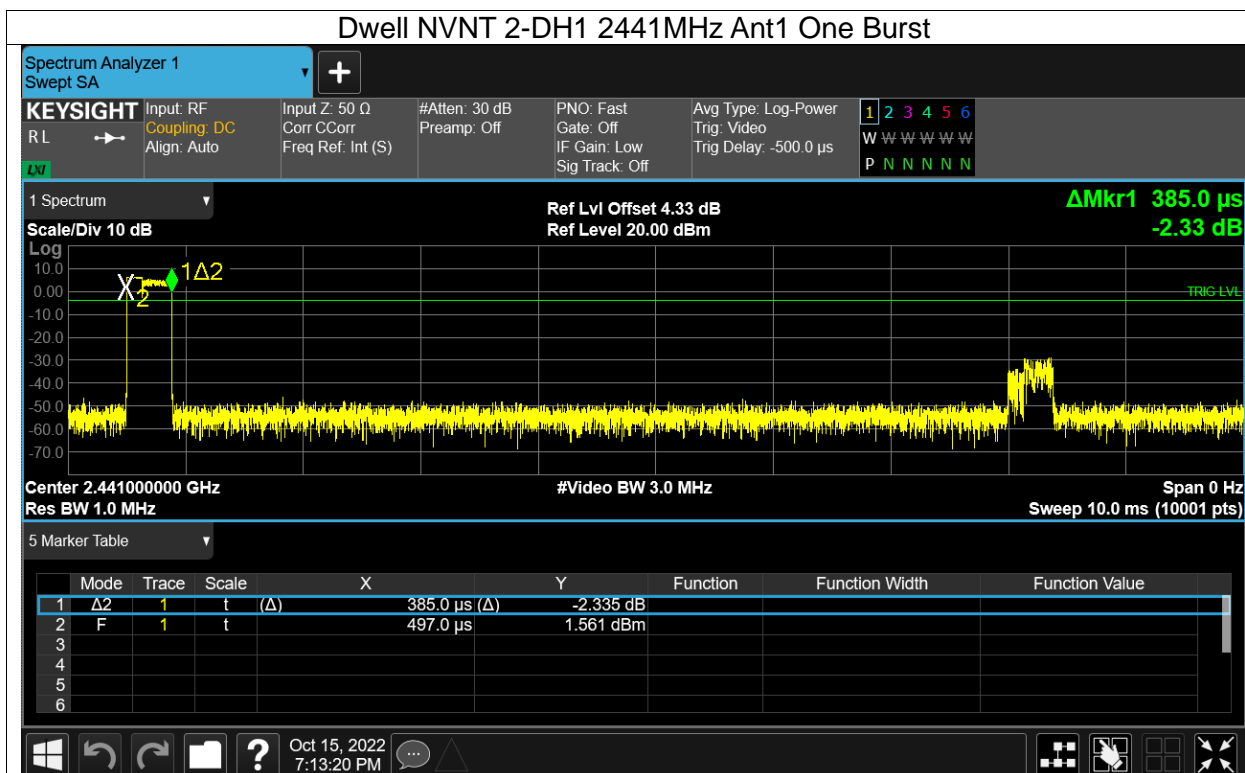 Dwell NVNT 2-DH1 2441MHz Ant1 One Burst
Spectrum Analyzer 1
Swept SA
+
KEYSIGHT
R L
LXI
Input: RF
Coupling: DC
Align: Auto
Input Z: 50 Ω
Corr CCorr
Freq Ref: Int (S)
#Atten: 30 dB
Preamp: Off
PNO: Fast
Gate: Off
IF Gain: Low
Sig Track: Off
Avg Type: Log-Power
Trig: Video
Trig Delay: -500.0 µs
1 2 3 4 5 6
W W W W W W
P N N N N N
1 Spectrum
Scale/Div 10 dB
Ref Lvl Offset 4.33 dB
Ref Level 20.00 dBm
ΔMkr1 385.0 µs
-2.33 dB
Log
10.0
0.00
-10.0
-20.0
-30.0
-40.0
-50.0
-60.0
-70.0
X2
1Δ2
TRIG LVL
Center 2.441000000 GHz
Res BW 1.0 MHz
#Video BW 3.0 MHz
Span 0 Hz
Sweep 10.0 ms (10001 pts)
5 Marker Table
Mode Trace Scale X Y Function Function Width Function Value
1 Δ2 1 t (Δ) 385.0 µs (Δ) -2.335 dB
2 F 1 t 497.0 µs 1.561 dBm
3
4
5
6
?
Oct 15, 2022
7:13:20 PM